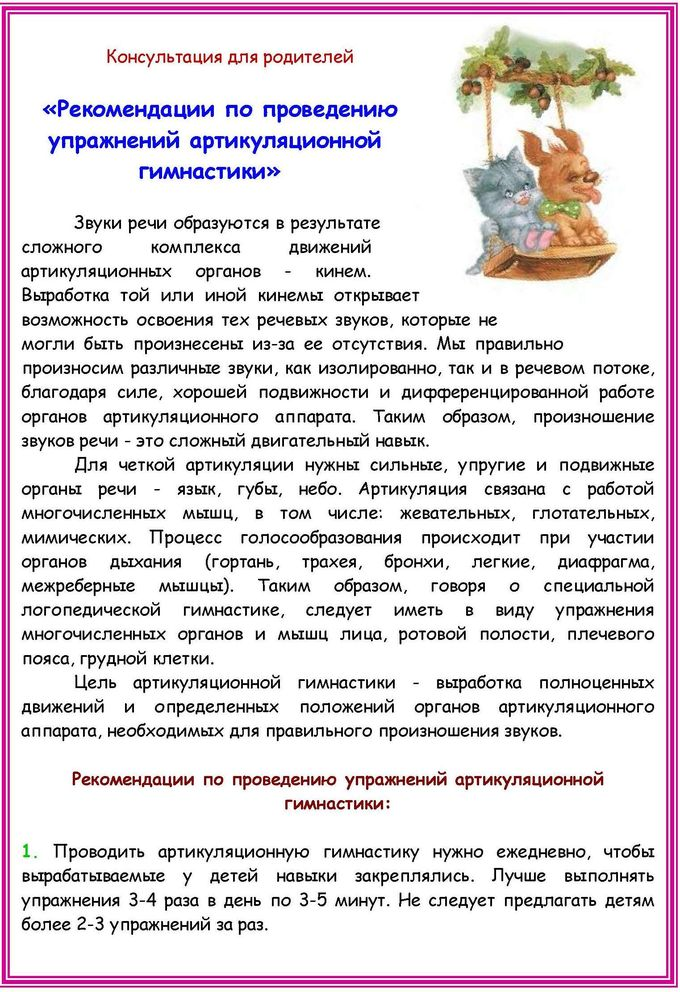 Консультация для родителей
«Рекомендации по проведению
упражнений артикуляционной
гимнастики»
Звуки речи образуются в результате
сложного комплекса движений
артикуляционных органов - кинем.
Выработка той или иной кинемы открывает
возможность освоения тех речевых звуков, которые не
могли быть произнесены из-за ее отсутствия. Мы правильно
произносим различные звуки, как изолированно, так и в речевом потоке,
благодаря силе, хорошей подвижности и дифференцированной работе
органов артикуляционного аппарата. Таким образом, произношение
звуков речи - это сложный двигательный навык.
Для четкой артикуляции нужны сильные, упругие и подвижные
органы речи - язык, губы, небо. Артикуляция связана с работой
многочисленных мышц, в том числе: жевательных, глотательных,
мимических. Процесс голосообразования происходит при участии
органов дыхания (гортань, трахея, бронхи, легкие, диафрагма,
межреберные мышцы). Таким образом, говоря о специальной
логопедической гимнастике, следует иметь в виду упражнения
многочисленных органов и мышц лица, ротовой полости, плечевого
пояса, грудной клетки.
Цель артикуляционной гимнастики - выработка полноценных
движений и определенных положений органов артикуляционного
аппарата, необходимых для правильного произношения звуков.
Рекомендации по проведению упражнений артикуляционной
гимнастики:
1. Проводить артикуляционную гимнастику нужно ежедневно, чтобы
вырабатываемые у детей навыки закреплялись. Лучше выполнять
упражнения 3-4 раза в день по 3-5 минут. Не следует предлагать детям
более 2-3 упражнений за раз.